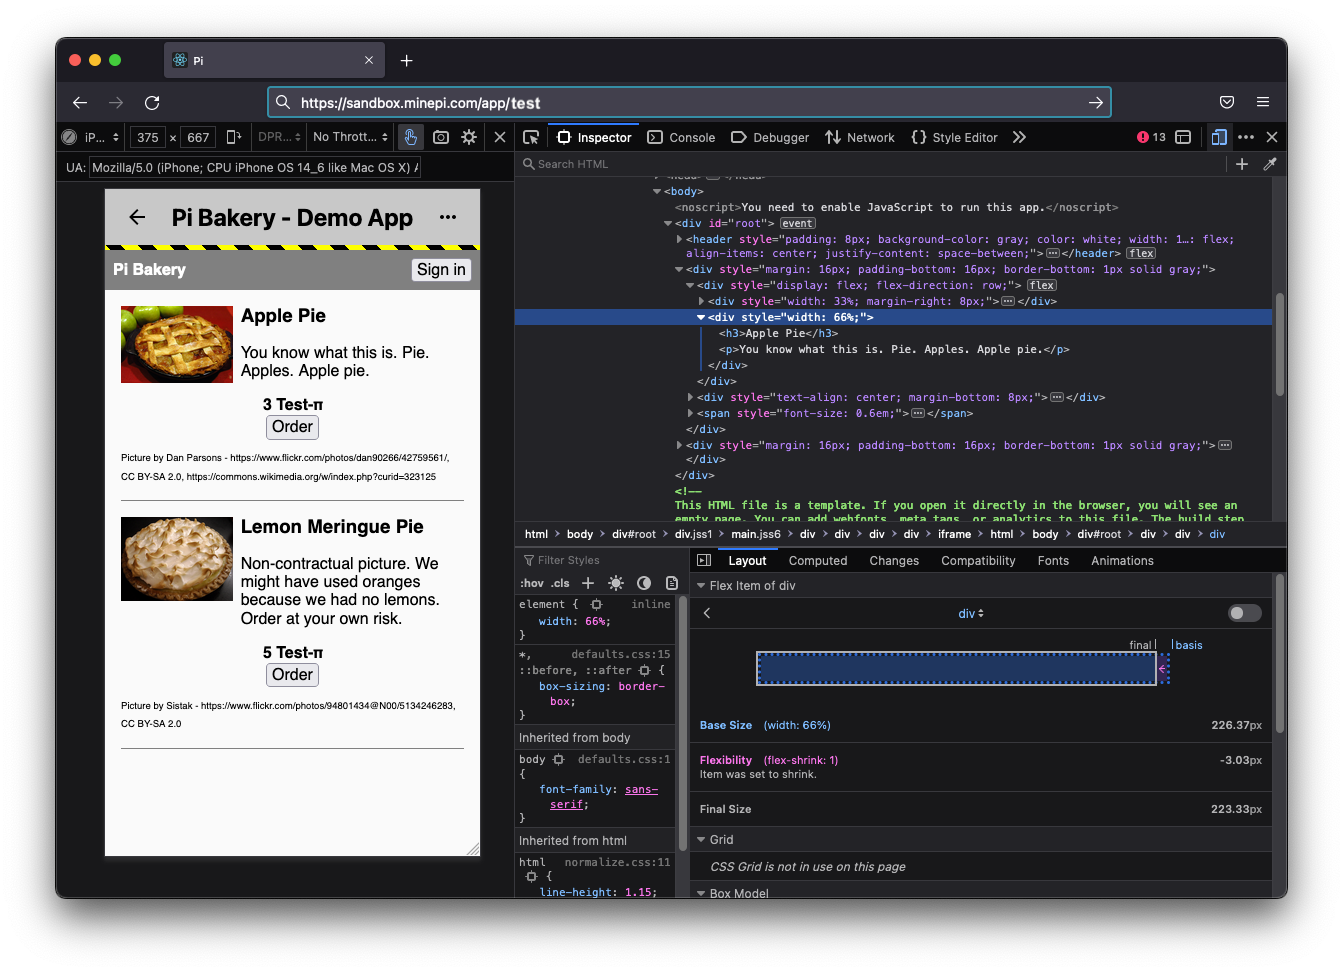 Pi
https://sandbox.minepi.com/app/test
iP...
375 x 667
DPR...
No Thrott...
Inspector
Console
Debugger
Network
{} Style Editor
13
UA: Mozilla/5.0 (iPhone; CPU iPhone OS 14_6 like Mac OS X)
Search HTML
Pi Bakery - Demo App
Pi Bakery
Sign in
Apple Pie
You know what this is. Pie.
Apples. Apple pie.
3 Test-π
Order
Picture by Dan Parsons - https://www.flickr.com/photos/dan90266/42759561/,
CC BY-SA 2.0, https://commons.wikimedia.org/w/index.php?curid=323125
Lemon Meringue Pie
Non-contractual picture. We
might have used oranges
because we had no lemons.
Order at your own risk.
5 Test-π
Order
Picture by Sistak - https://www.flickr.com/photos/94801434@N00/5134246283,
CC BY-SA 2.0
<body>
<noscript>You need to enable JavaScript to run this app.</noscript>
<div id="root"> event
<header style="padding: 8px; background-color: gray; color: white; width: 1…: flex;
align-items: center; justify-content: space-between;"></header> flex
<div style="margin: 16px; padding-bottom: 16px; border-bottom: 1px solid gray;">
<div style="display: flex; flex-direction: row;"> flex
<div style="width: 33%; margin-right: 8px;"></div>
<div style="width: 66%;">
<h3>Apple Pie</h3>
<p>You know what this is. Pie. Apples. Apple pie.</p>
</div>
</div>
<div style="text-align: center; margin-bottom: 8px;"></div>
<span style="font-size: 0.6em;"></span>
</div>
<div style="margin: 16px; padding-bottom: 16px; border-bottom: 1px solid gray;">
</div>
</div>
<!--
This HTML file is a template. If you open it directly in the browser, you will see an
empty page. You can add webfonts, meta tags, or analytics to this file. The build step
html > body > div#root > div.jss1 > main.jss6 > div > div > div > div > iframe > html > body > div#root > div > div > div
Filter Styles
:hov .cls
element { inline
width: 66%;
}
*, defaults.css:15
::before, ::after {
box-sizing: border-
box;
}
Inherited from body
body defaults.css:1
{
font-family: sans-
serif;
}
Inherited from html
html normalize.css:11
{
line-height: 1.15;
Layout
Computed
Changes
Compatibility
Fonts
Animations
Flex Item of div
div
final
basis
Base Size (width: 66%) 226.37px
Flexibility (flex-shrink: 1) -3.03px
Item was set to shrink.
Final Size 223.33px
Grid
CSS Grid is not in use on this page
Box Model